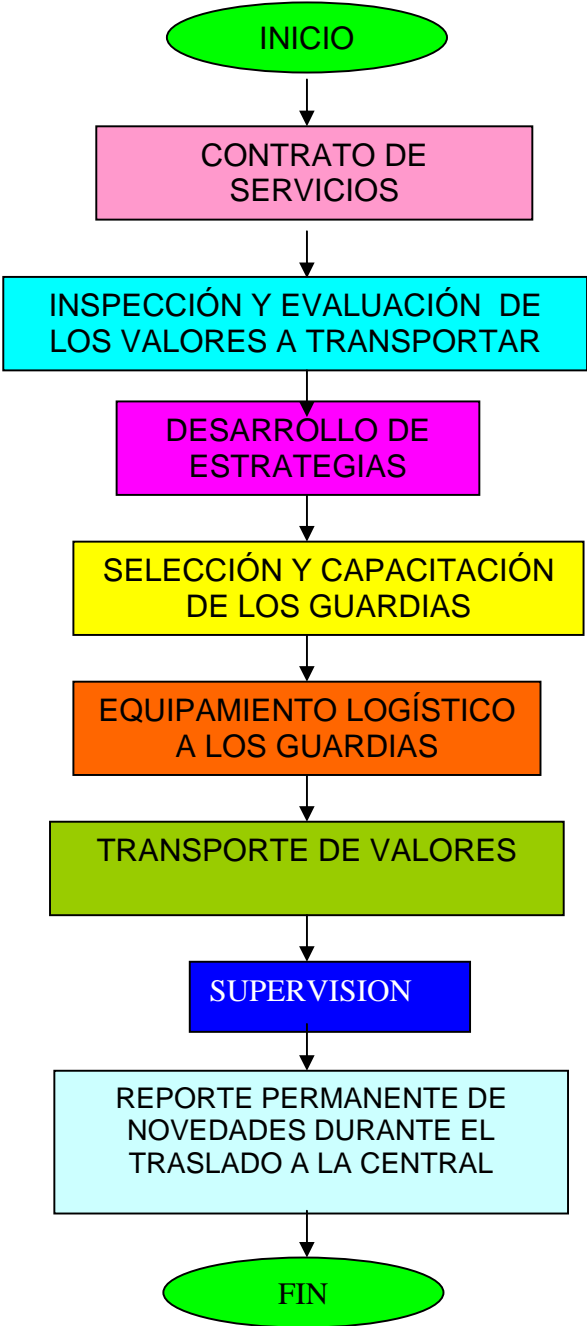 INICIO
CONTRATO DE
SERVICIOS
INSPECCIÓN Y EVALUACIÓN DE
LOS VALORES A TRANSPORTAR
DESARROLLO DE
ESTRATEGIAS
SELECCIÓN Y CAPACITACIÓN
DE LOS GUARDIAS
EQUIPAMIENTO LOGÍSTICO
A LOS GUARDIAS
TRANSPORTE DE VALORES
SUPERVISION
REPORTE PERMANENTE DE
NOVEDADES DURANTE EL
TRASLADO A LA CENTRAL
FIN